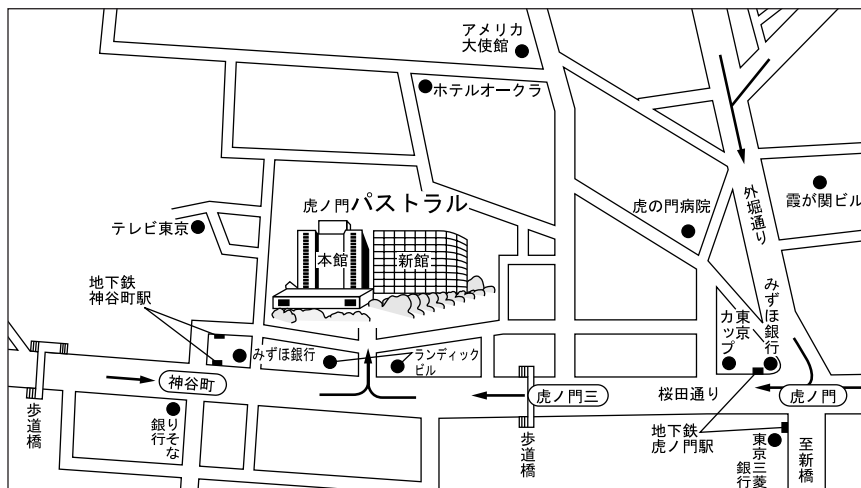 アメリカ
大使館
ホテルオークラ
外堀通り
霞が関ビル
虎の門病院
虎ノ門パストラル
テレビ東京
本館
新館
地下鉄
神谷町駅
みずほ銀行
東京
カップ
みずほ銀行
ランディック
ビル
神谷町
虎ノ門三
桜田通り
虎ノ門
歩道橋
りそな
銀行
歩道橋
地下鉄
虎ノ門駅
東京三菱
銀行
至新橋